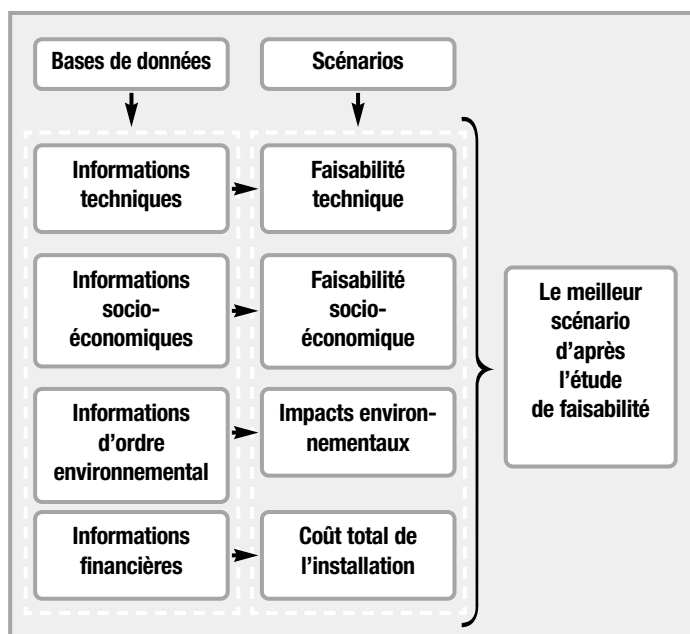 Bases de données
Scénarios
Informations
techniques
Faisabilité
technique
Informations
socio-
économiques
Faisabilité
socio-
économique
Informations
d'ordre
environnemental
Impacts environ-
nementaux
Informations
financières
Coût total de
l'installation
Le meilleur
scénario
d'après
l'étude
de faisabilité